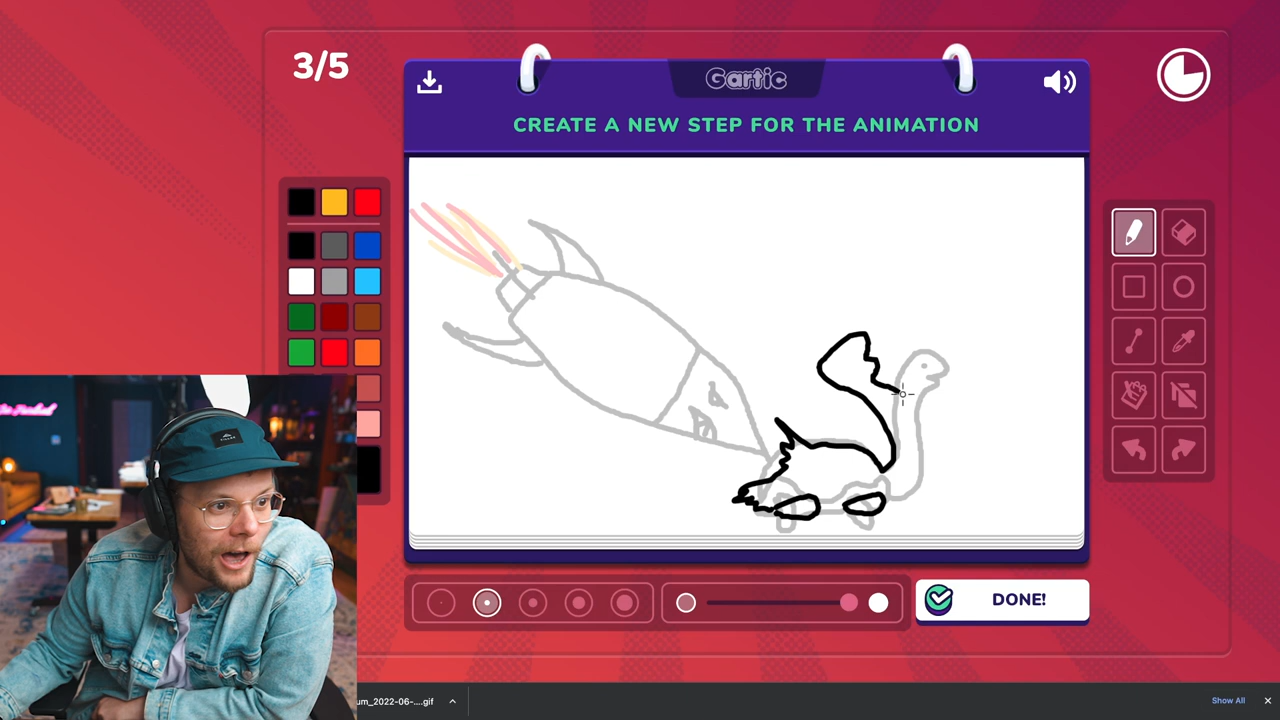 3/5
Gartic
CREATE A NEW STEP FOR THE ANIMATION
DONE!
um_2022-06-....gif
Show All